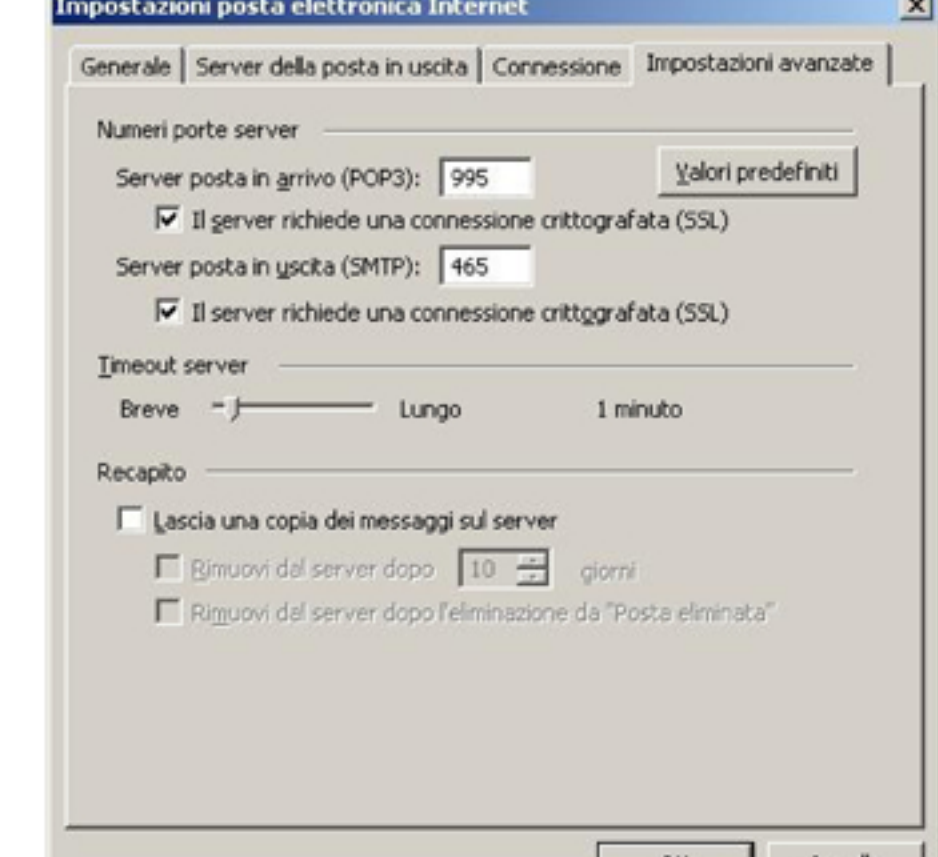 Impostazioni posta elettronica Internet
Generale Server della posta in uscita Connessione Impostazioni avanzate
Numeri porte server
Server posta in arrivo (POP3): 995 Valori predefiniti
Il server richiede una connessione crittografata (SSL)
Server posta in uscita (SMTP): 465
Il server richiede una connessione crittografata (SSL)
Timeout server
Breve Lungo 1 minuto
Recapito
Lascia una copia dei messaggi sul server
Rimuovi dal server dopo 10 giorni
Rimuovi dal server dopo l'eliminazione da "Posta eliminata"